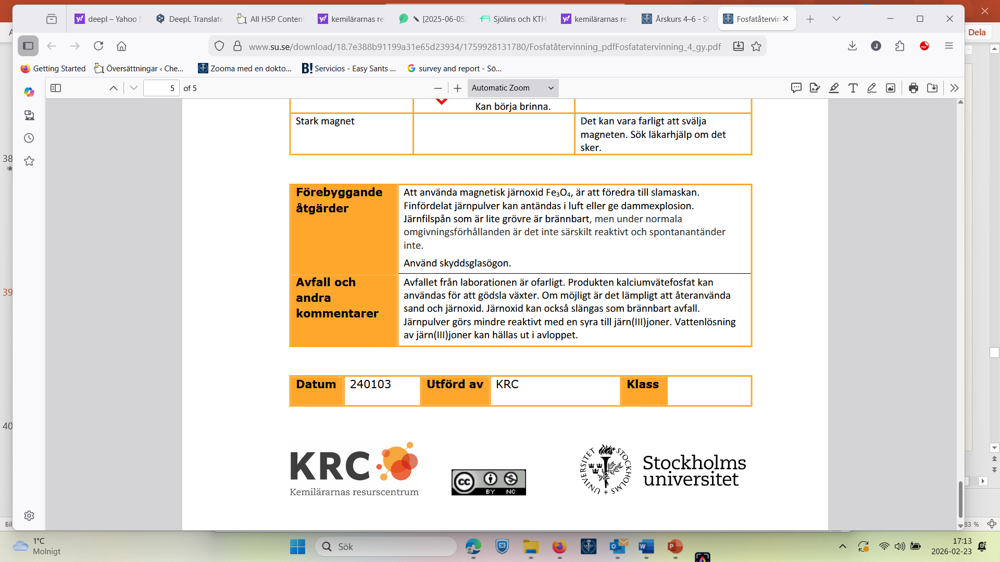 Dela
deepl – Yahoo S
DeepL Translate
All H5P Conten
kemilärarnas re
[2025-06-05]
Sjölins och KTH
kemilärarnas re
Årskurs 4–6 - St
Fosfatåtervin
www.su.se/download/18.7e388b91199a31e65d23934/1759928131780/Fosfatåtervinning_pdfFosfatatervinning_4_gy.pdf
J
PDF
Getting Started
Översättningar ‹ Che...
Zooma med en dokto...
B! Servicios - Easy Sants ...
survey and report - Sö...
5 of 5
Automatic Zoom
Kan börja brinna.
Stark magnet
Det kan vara farligt att svälja
magneten. Sök läkarhjälp om det
sker.
38
39
40
Förebyggande
åtgärder
Att använda magnetisk järnoxid Fe₃O₄, är att föredra till slamaskan.
Finfördelat järnpulver kan antändas i luft eller ge dammexplosion.
Järnfilspån som är lite grövre är brännbart, men under normala
omgivningsförhållanden är det inte särskilt reaktivt och spontanantänder
inte.
Använd skyddsglasögon.
Avfall och
andra
kommentarer
Avfallet från laborationen är ofarligt. Produkten kalciumvätefosfat kan
användas för att gödsla växter. Om möjligt är det lämpligt att återanvända
sand och järnoxid. Järnoxid kan också slängas som brännbart avfall.
Järnpulver görs mindre reaktivt med en syra till järn(III)joner. Vattenlösning
av järn(III)joner kan hällas ut i avloppet.
Datum 240103 Utförd av KRC Klass
KRC
Kemilärarnas resurscentrum
CC BY NC
STOCKHOLMS UNIVERSITET
Stockholms
universitet
Bil
83 %
1°C
Molnigt
Sök
17:13
2026-02-23